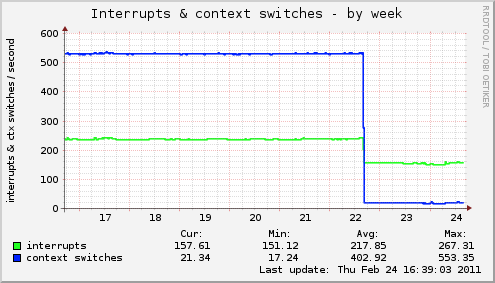 Interrupts & context switches - by week
RRDTOOL / TOBI OETIKER
interrupts & ctx switches / second
600
500
400
300
200
100
0
17 18 19 20 21 22 23 24
Cur: Min: Avg: Max:
interrupts 157.61 151.12 217.85 267.31
context switches 21.34 17.24 402.92 553.35
Last update: Thu Feb 24 16:39:03 2011